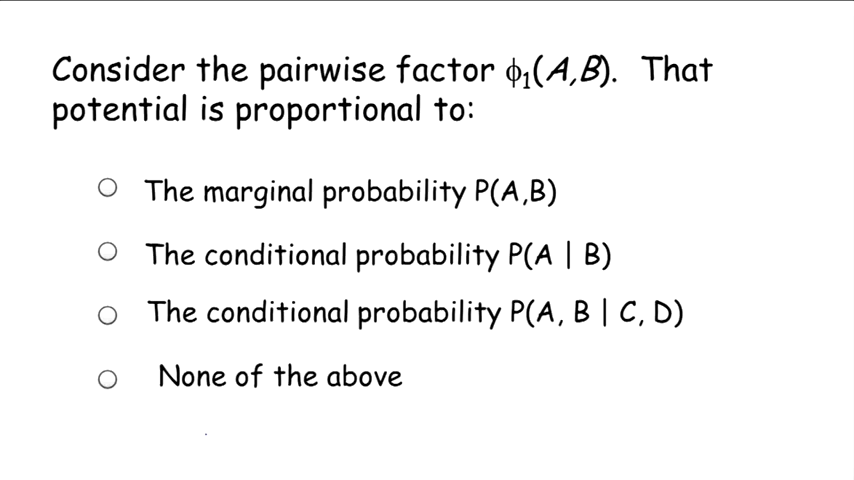 Consider the pairwise factor ϕ₁(A,B). That
potential is proportional to:
The marginal probability P(A,B)
The conditional probability P(A | B)
The conditional probability P(A, B | C, D)
None of the above